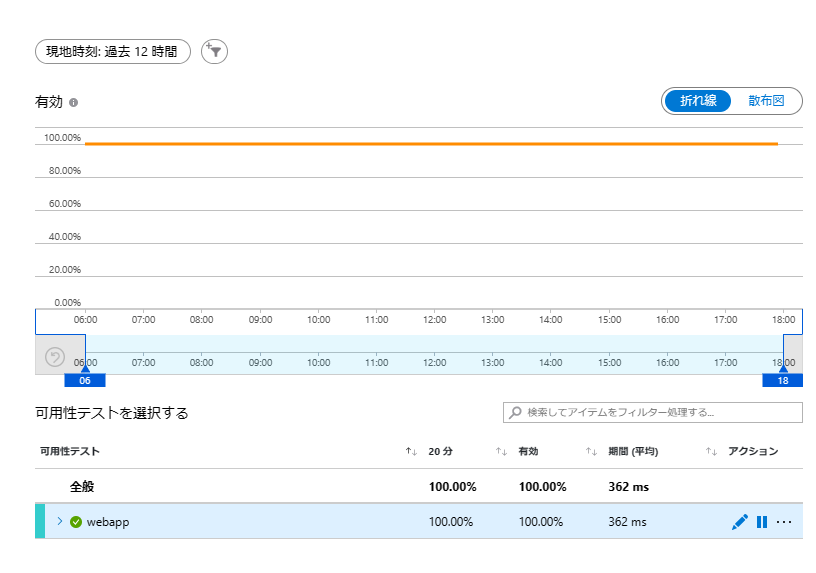 現地時刻: 過去 12 時間
有効
折れ線 散布図
100.00%
80.00%
60.00%
40.00%
20.00%
0.00%
06:00 07:00 08:00 09:00 10:00 11:00 12:00 13:00 14:00 15:00 16:00 17:00 18:00
06:00 07:00 08:00 09:00 10:00 11:00 12:00 13:00 14:00 15:00 16:00 17:00 18:00
06 18
可用性テストを選択する 検索してアイテムをフィルター処理する...
可用性テスト ↑↓ 20 分 ↑↓ 有効 ↑↓ 期間 (平均) ↑↓ アクション
全般 100.00% 100.00% 362 ms
webapp 100.00% 100.00% 362 ms